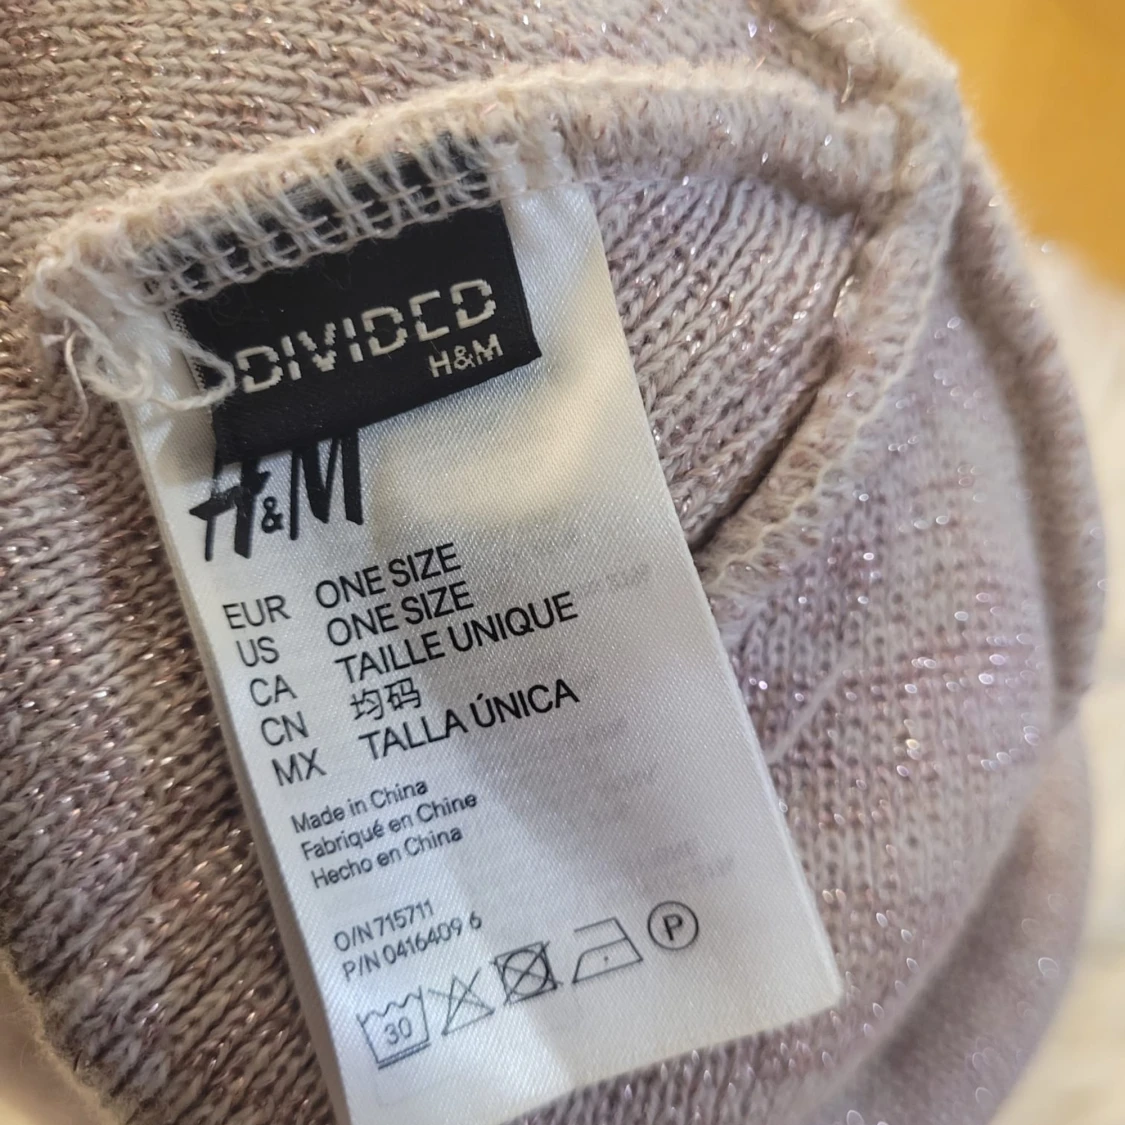 DIVIDED
H&M
H&M
EUR ONE SIZE
US ONE SIZE
CA TAILLE UNIQUE
CN 均码
MX TALLA ÚNICA
Made in China
Fabriqué en Chine
Hecho en China
O/N 715711
P/N 0416409 6
30
P